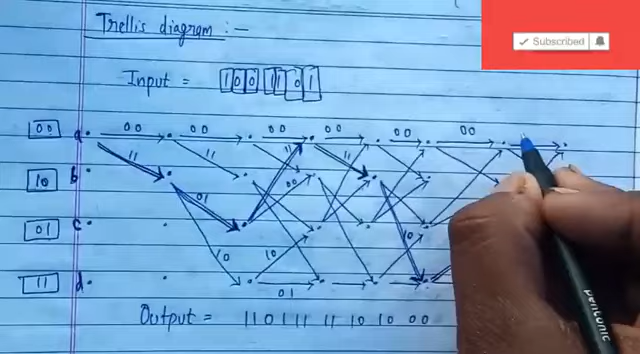 Trellis diagram :-
Subscribed
Input = 1 0 0 1 1 0 1
00 a 00 00 00 00 00 00
11 11 11 11
10 b
01 00
01 c
10 10 10
11 d
01
Output = 11 01 11 11 10 10 00
panconic